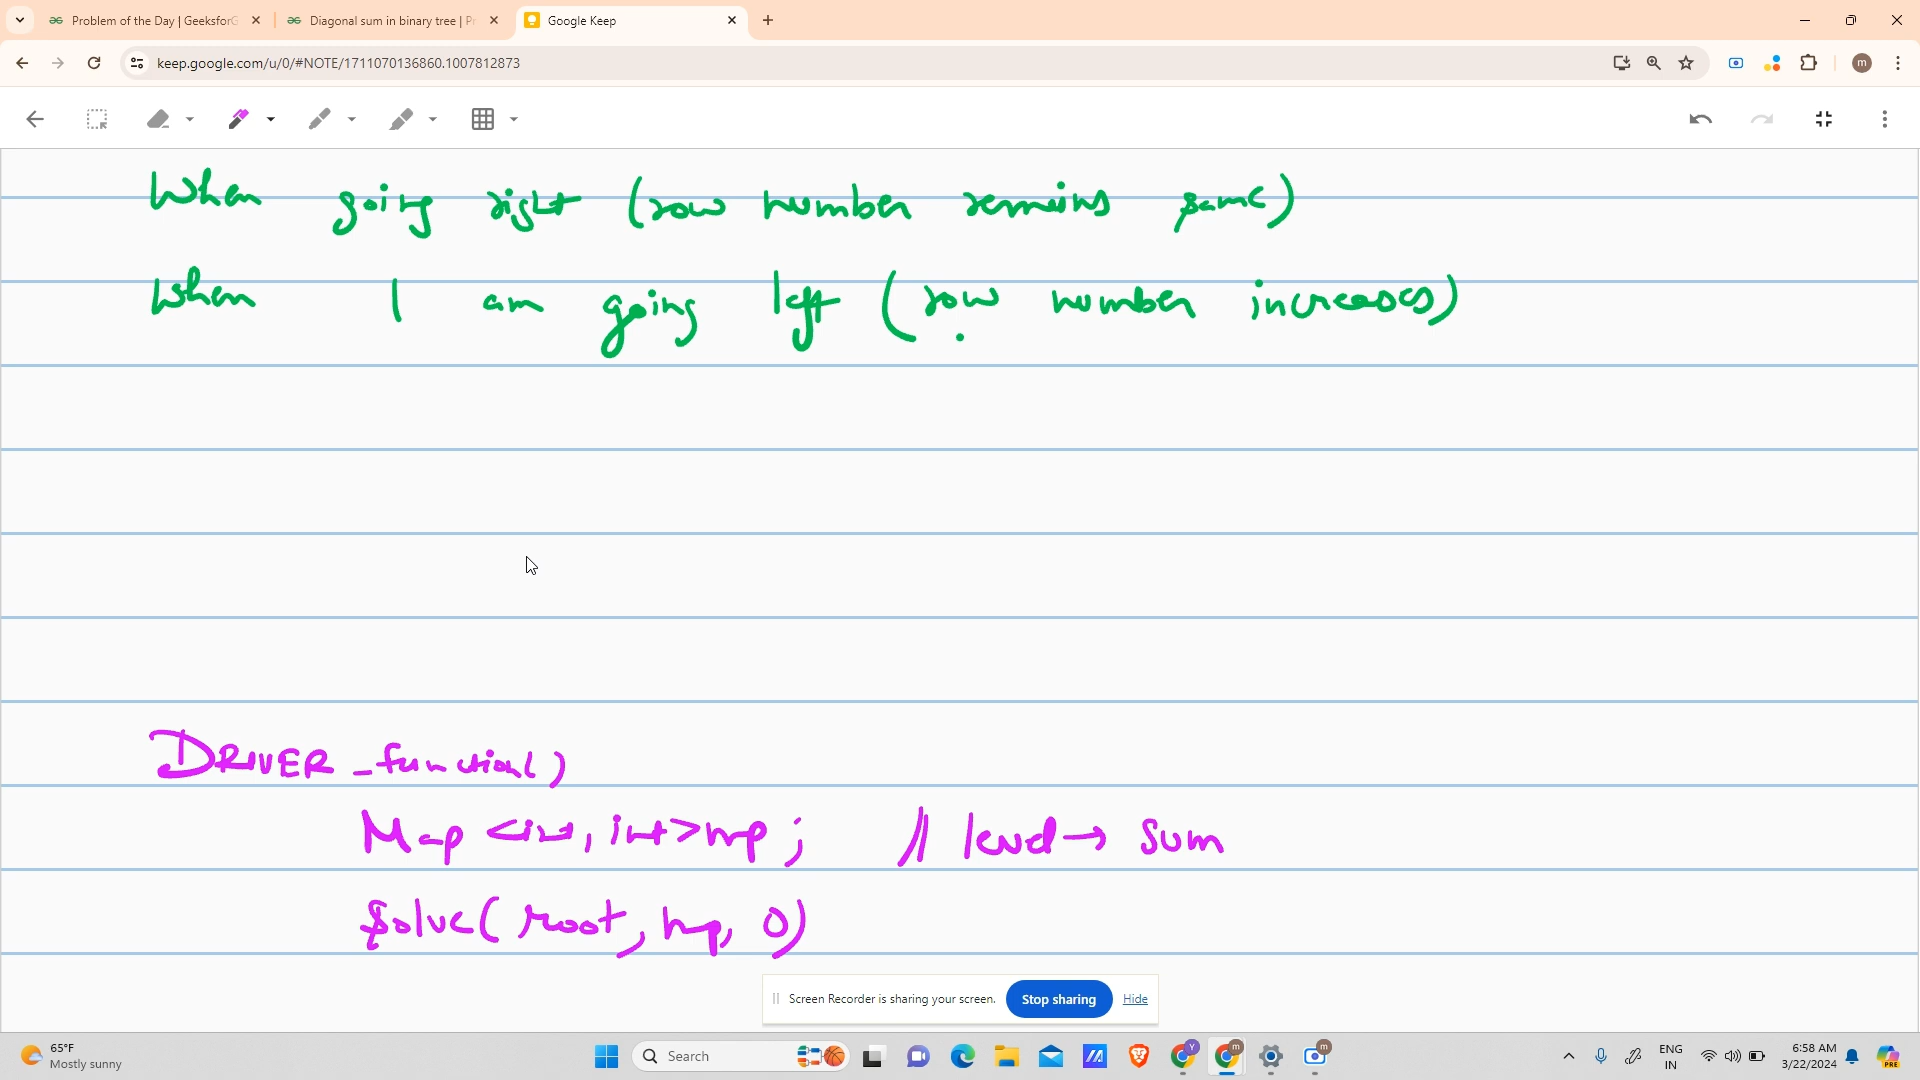 Problem of the Day | GeeksforG
Diagonal sum in binary tree | Pr
Google Keep
keep.google.com/u/0/#NOTE/1711070136860.1007812873
When going right (row number remains same)
When I am going left (row number increases)
DRIVER_function()
Map <int, int> mp; // level → sum
Solve(root, mp, 0)
Screen Recorder is sharing your screen.
Stop sharing
Hide
65°F
Mostly sunny
Search
ENG
IN
6:58 AM
3/22/2024